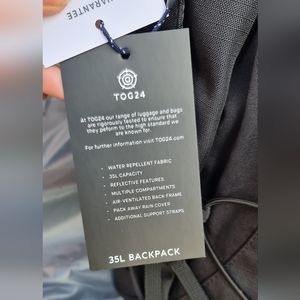 GUARANTEE
TOG24
At TOG24 our range of luggage and bags
are rigorously tested to ensure that
they peform to the high standard we
are known for.
For further information visit TOG24.com
• WATER REPELLENT FABRIC
• 35L CAPACITY
• REFLECTIVE FEATURES
• MULTIPLE COMPARTMENTS
• AIR-VENTILATED BACK FRAME
• PACK AWAY RAIN COVER
• ADDITIONAL SUPPORT STRAPS
35L BACKPACK